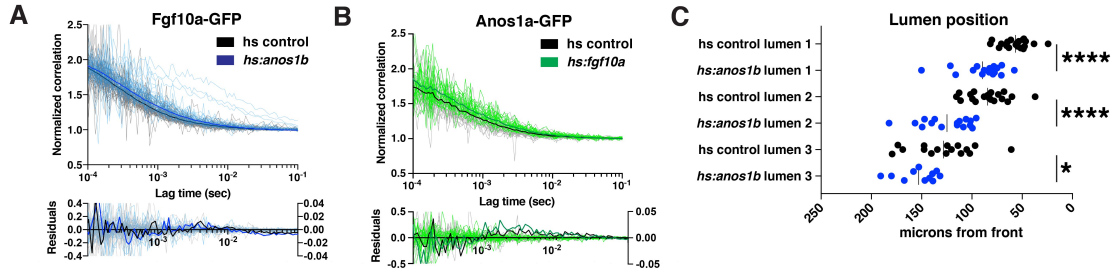 A
Fgf10a-GFP
Normalized correlation
2.5
2.0
1.5
1.0
0.5
hs control
hs:anos1b
10-4
10-3
10-2
10-1
Lag time (sec)
Residuals
0.4
0.2
0.0
-0.2
-0.4
10-3
10-2
0.04
0.02
0.00
-0.02
-0.04
B
Anos1a-GFP
Normalized correlation
2.5
2.0
1.5
1.0
0.5
hs control
hs:fgf10a
10-4
10-3
10-2
10-1
Lag time (sec)
Residuals
0.5
0.0
-0.5
10-3
10-2
0.05
0.00
-0.05
C
Lumen position
hs control lumen 1
hs:anos1b lumen 1
hs control lumen 2
hs:anos1b lumen 2
hs control lumen 3
hs:anos1b lumen 3
****
****
*
250
200
150
100
50
0
microns from front